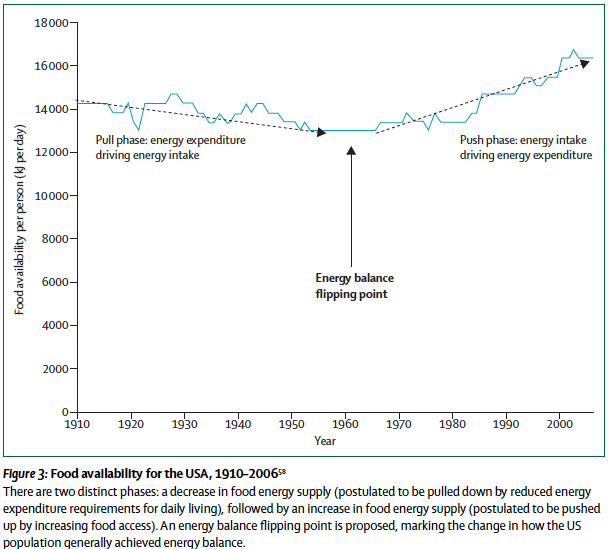 18000
16000
14000
12000
10000
8000
6000
4000
2000
0
Food availability per person (kJ per day)
Pull phase: energy expenditure
driving energy intake
Push phase: energy intake
driving energy expenditure
Energy balance
flipping point
1910 1920 1930 1940 1950 1960 1970 1980 1990 2000
Year
Figure 3: Food availability for the USA, 1910–2006⁵⁸
There are two distinct phases: a decrease in food energy supply (postulated to be pulled down by reduced energy
expenditure requirements for daily living), followed by an increase in food energy supply (postulated to be pushed
up by increasing food access). An energy balance flipping point is proposed, marking the change in how the US
population generally achieved energy balance.